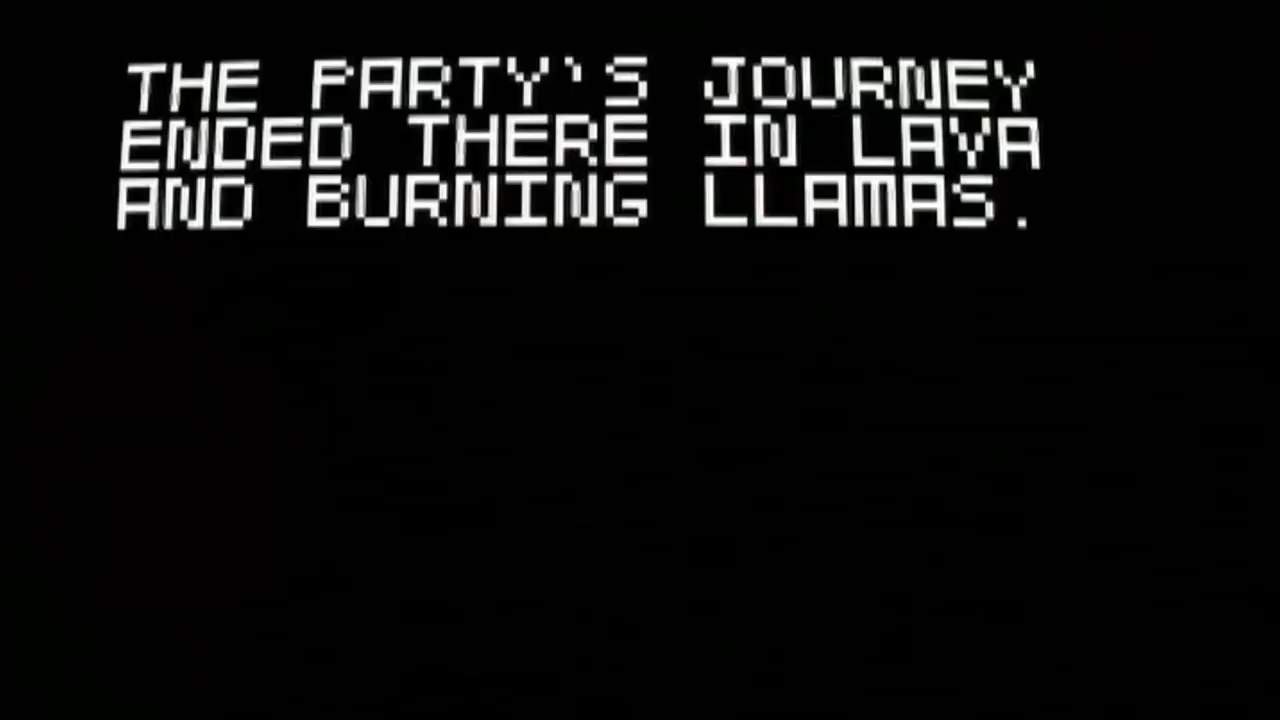 THE PARTY'S JOURNEY
ENDED THERE IN LAVA
AND BURNING LLAMAS.